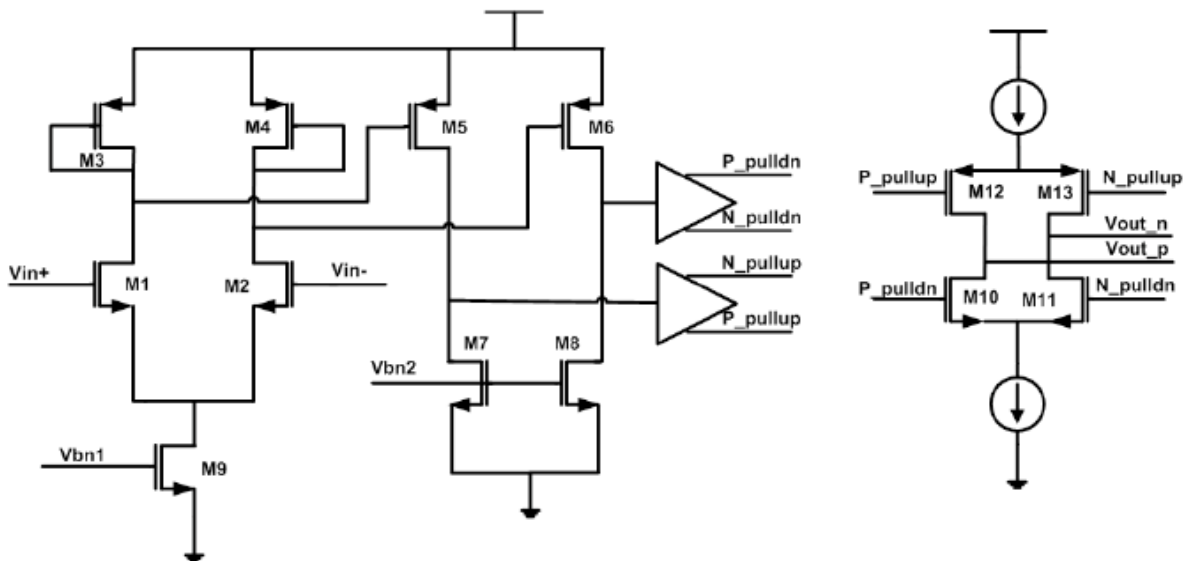 M3
M4
M5
M6
P_pulldn
N_pulldn
Vin+
M1
M2
Vin-
N_pullup
P_pullup
M7
M8
Vbn2
Vbn1
M9
P_pullup
M12
M13
N_pullup
Vout_n
Vout_p
P_pulldn
M10
M11
N_pulldn